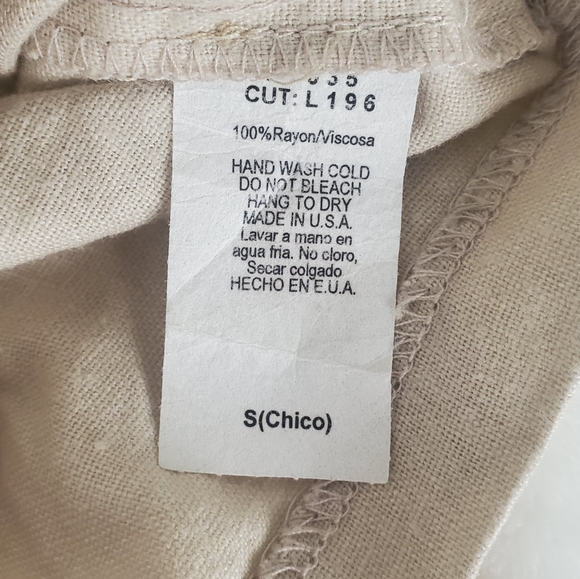 CUT: L196
100%Rayon/Viscosa
HAND WASH COLD
DO NOT BLEACH
HANG TO DRY
MADE IN U.S.A.
Lavar a mano en
agua fria. No cloro,
Secar colgado
HECHO EN E.U.A.
S(Chico)